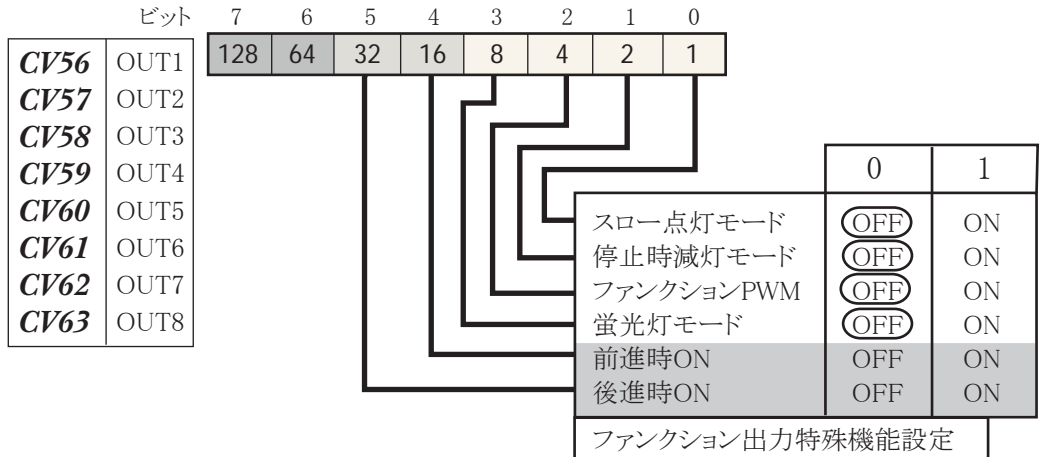 ビット 7 6 5 4 3 2 1 0
128 64 32 16 8 4 2 1
CV56 OUT1
CV57 OUT2
CV58 OUT3
CV59 OUT4
CV60 OUT5
CV61 OUT6
CV62 OUT7
CV63 OUT8
0 1
スロー点灯モード OFF ON
停止時減灯モード OFF ON
ファンクションPWM OFF ON
蛍光灯モード OFF ON
前進時ON OFF ON
後進時ON OFF ON
ファンクション出力特殊機能設定